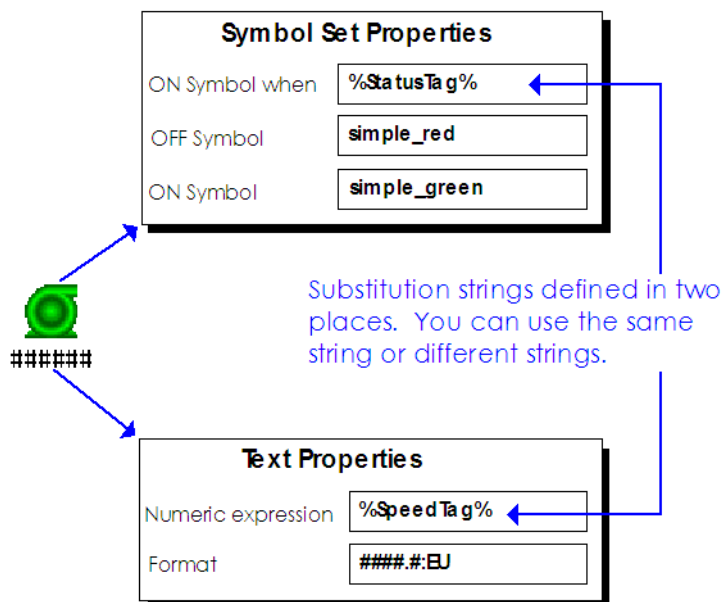 Symbol Set Properties
ON Symbol when %StatusTag%
OFF Symbol simple_red
ON Symbol simple_green
Substitution strings defined in two
places. You can use the same
string or different strings.
######
Text Properties
Numeric expression %SpeedTag%
Format ####.#:EU